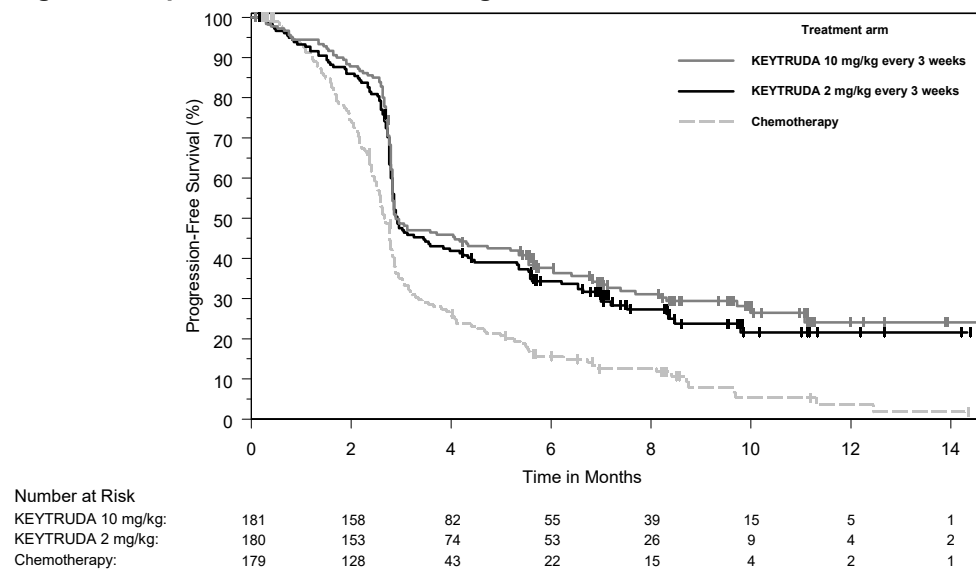 Treatment arm
KEYTRUDA 10 mg/kg every 3 weeks
KEYTRUDA 2 mg/kg every 3 weeks
Chemotherapy
Progression-Free Survival (%)
100
90
80
70
60
50
40
30
20
10
0
0 2 4 6 8 10 12 14
Time in Months
Number at Risk
KEYTRUDA 10 mg/kg: 181 158 82 55 39 15 5 1
KEYTRUDA 2 mg/kg: 180 153 74 53 26 9 4 2
Chemotherapy: 179 128 43 22 15 4 2 1